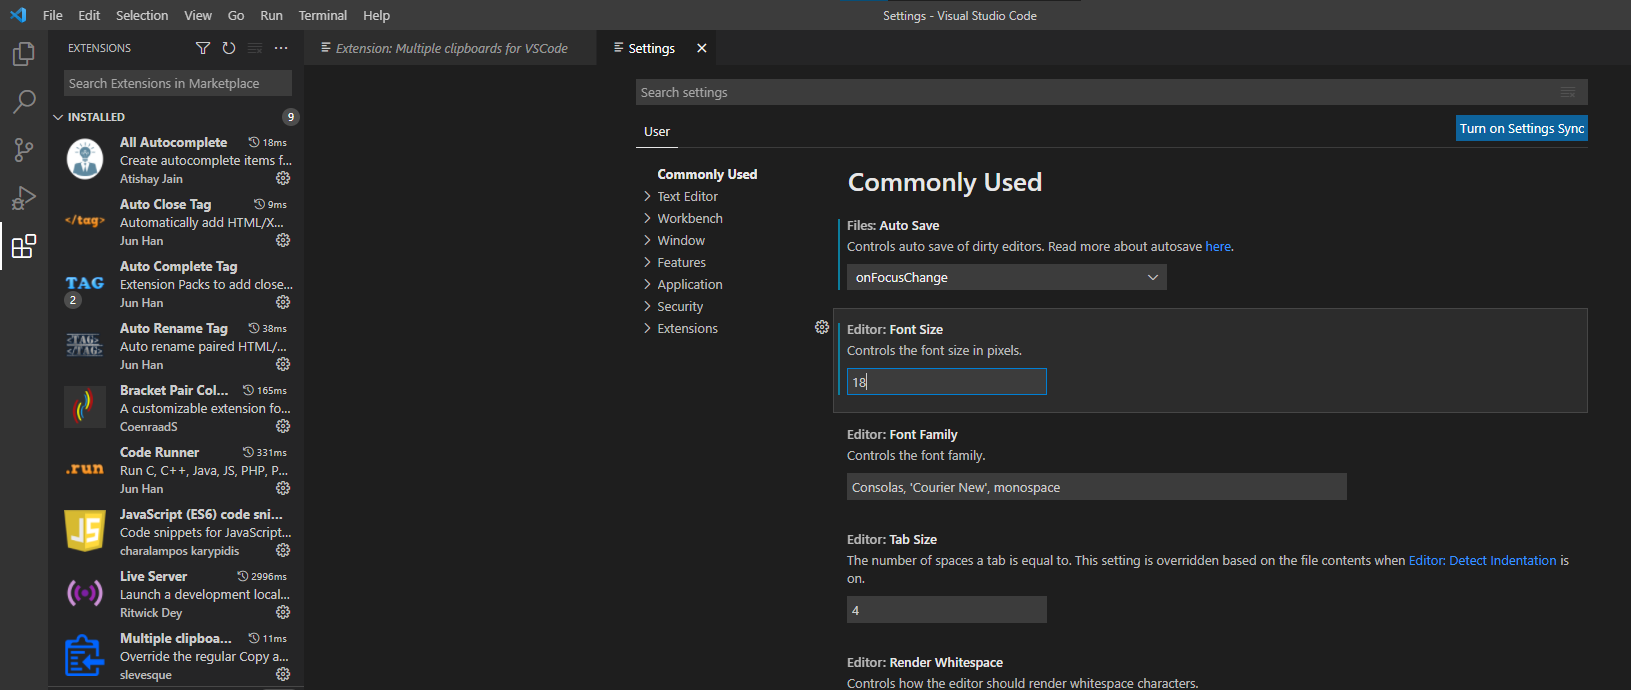 File Edit Selection View Go Run Terminal Help
Settings - Visual Studio Code
EXTENSIONS
Search Extensions in Marketplace
INSTALLED
9
All Autocomplete 18ms
Create autocomplete items f...
Atishay Jain
</tag>
Auto Close Tag 9ms
Automatically add HTML/X...
Jun Han
TAG
2
Auto Complete Tag
Extension Packs to add close...
Jun Han
<TAG>
</TAG>
Auto Rename Tag 38ms
Auto rename paired HTML/...
Jun Han
Bracket Pair Col... 165ms
A customizable extension fo...
CoenraadS
.run
Code Runner 331ms
Run C, C++, Java, JS, PHP, P...
Jun Han
JS
JavaScript (ES6) code sni...
Code snippets for JavaScript...
charalampos karypidis
Live Server 2996ms
Launch a development local...
Ritwick Dey
Multiple clipboa... 11ms
Override the regular Copy a...
slevesque
Extension: Multiple clipboards for VSCode
Settings
Search settings
User
Turn on Settings Sync
Commonly Used
Text Editor
Workbench
Window
Features
Application
Security
Extensions
Commonly Used
Files: Auto Save
Controls auto save of dirty editors. Read more about autosave here.
onFocusChange
Editor: Font Size
Controls the font size in pixels.
18
Editor: Font Family
Controls the font family.
Consolas, 'Courier New', monospace
Editor: Tab Size
The number of spaces a tab is equal to. This setting is overridden based on the file contents when Editor: Detect Indentation is
on.
4
Editor: Render Whitespace
Controls how the editor should render whitespace characters.